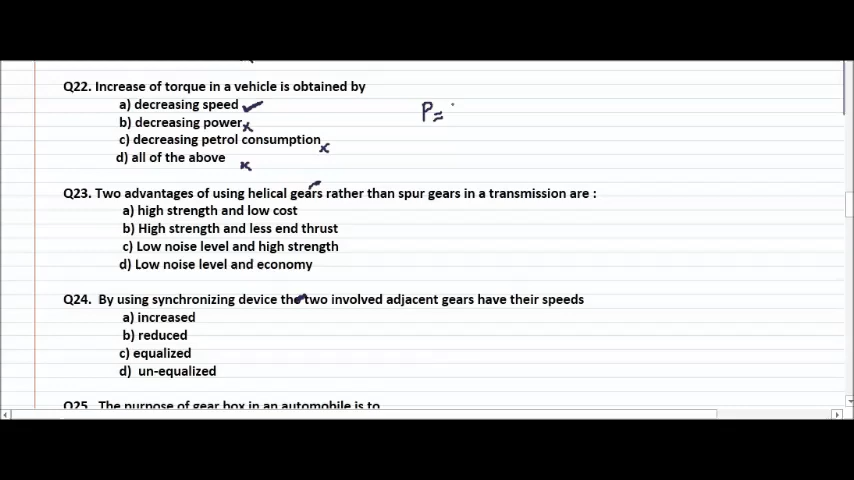 Q22. Increase of torque in a vehicle is obtained by
a) decreasing speed ✓
b) decreasing power x
c) decreasing petrol consumption x
d) all of the above x
P=
Q23. Two advantages of using helical gears rather than spur gears in a transmission are :
a) high strength and low cost
b) High strength and less end thrust
c) Low noise level and high strength
d) Low noise level and economy
Q24. By using synchronizing device the two involved adjacent gears have their speeds
a) increased
b) reduced
c) equalized
d) un-equalized
Q25. The purpose of gear box in an automobile is to